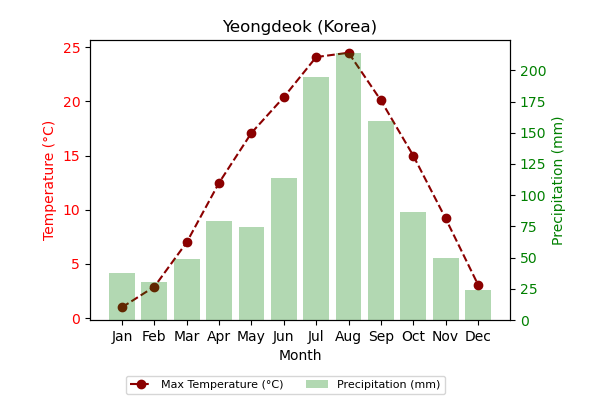 Yeongdeok (Korea)
Temperature (°C)
25
20
15
10
5
0
200
175
150
125
100
75
50
25
0
Precipitation (mm)
Jan Feb Mar Apr May Jun Jul Aug Sep Oct Nov Dec
Month
Max Temperature (°C) Precipitation (mm)